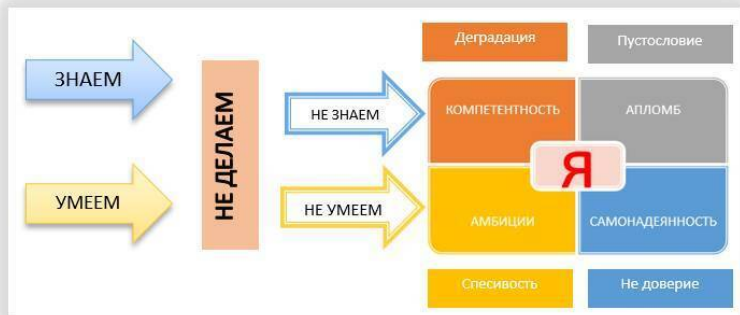 ЗНАЕМ
УМЕЕМ
НЕ ДЕЛАЕМ
НЕ ЗНАЕМ
НЕ УМЕЕМ
Деградация
Пустословие
КОМПЕТЕНТНОСТЬ
АПЛОМБ
Я
АМБИЦИИ
САМОНАДЕЯННОСТЬ
Спесивость
Не доверие